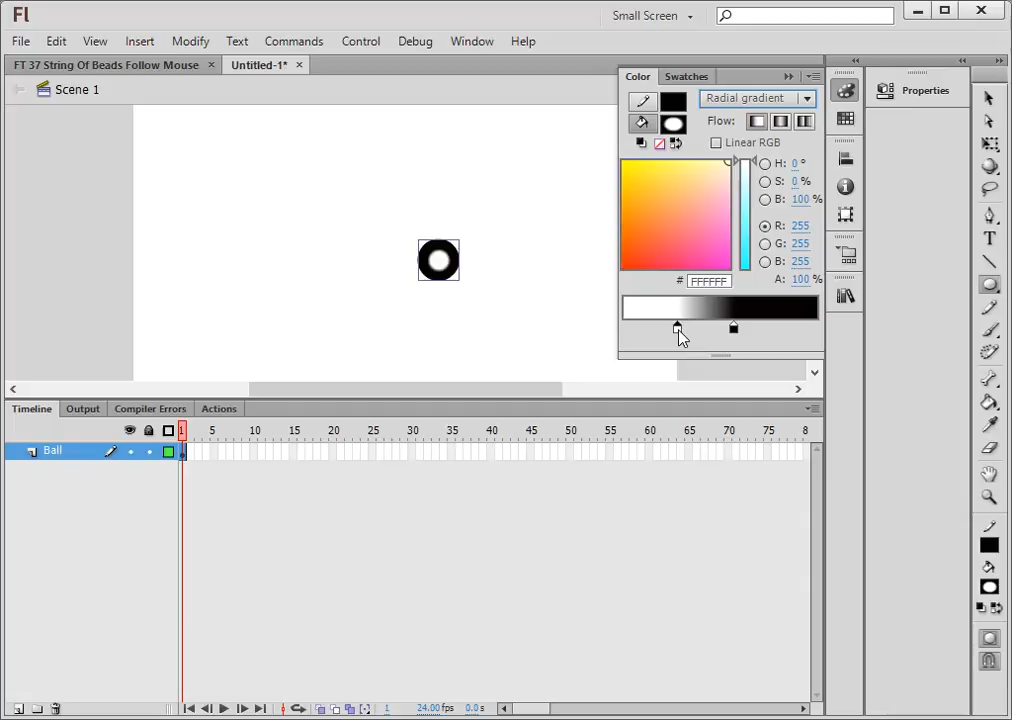 Fl
Small Screen
File Edit View Insert Modify Text Commands Control Debug Window Help
FT 37 String Of Beads Follow Mouse × Untitled-1* ×
Scene 1
Color Swatches
Properties
Radial gradient
Flow:
Linear RGB
H: 0 °
S: 0 %
B: 100 %
R: 255
G: 255
B: 255
# FFFFFF
A: 100 %
Timeline Output Compiler Errors Actions
1 5 10 15 20 25 30 35 40 45 50 55 60 65 70 75 8
Ball
1 24.00 fps 0.0 s